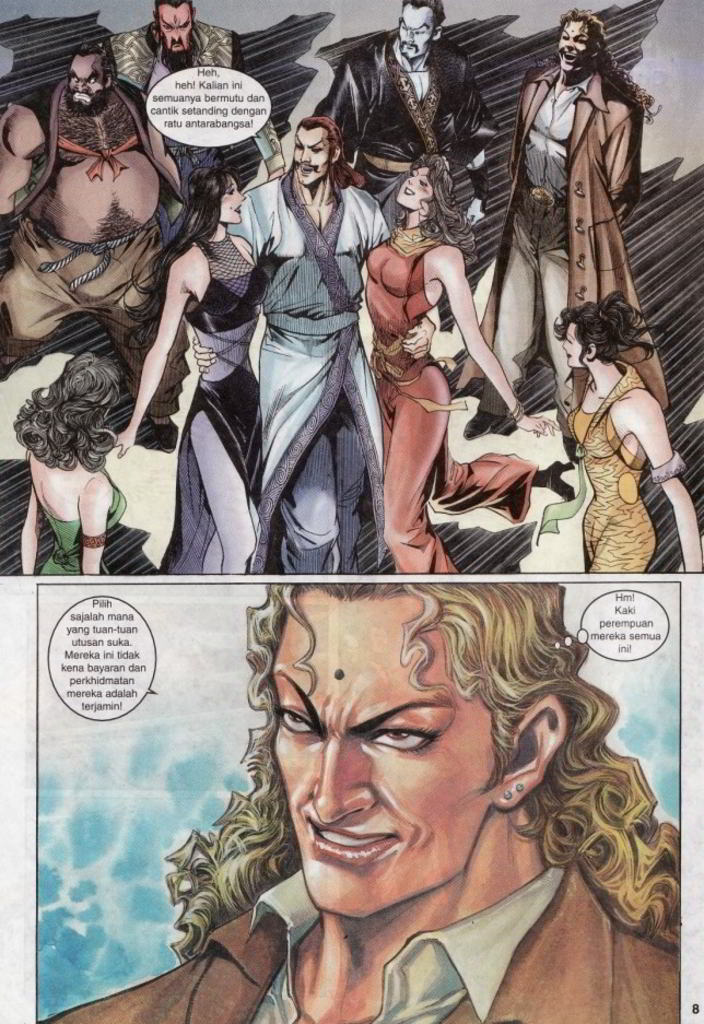 Heh,
heh! Kalian ini
semuanya bermutu dan
cantik setanding dengan
ratu antarabangsa!
Pilih
sajalah mana
yang tuan-tuan
utusan suka.
Mereka ini tidak
kena bayaran dan
perkhidmatan
mereka adalah
terjamin!
Hm!
Kaki
perempuan
mereka semua
ini!
8